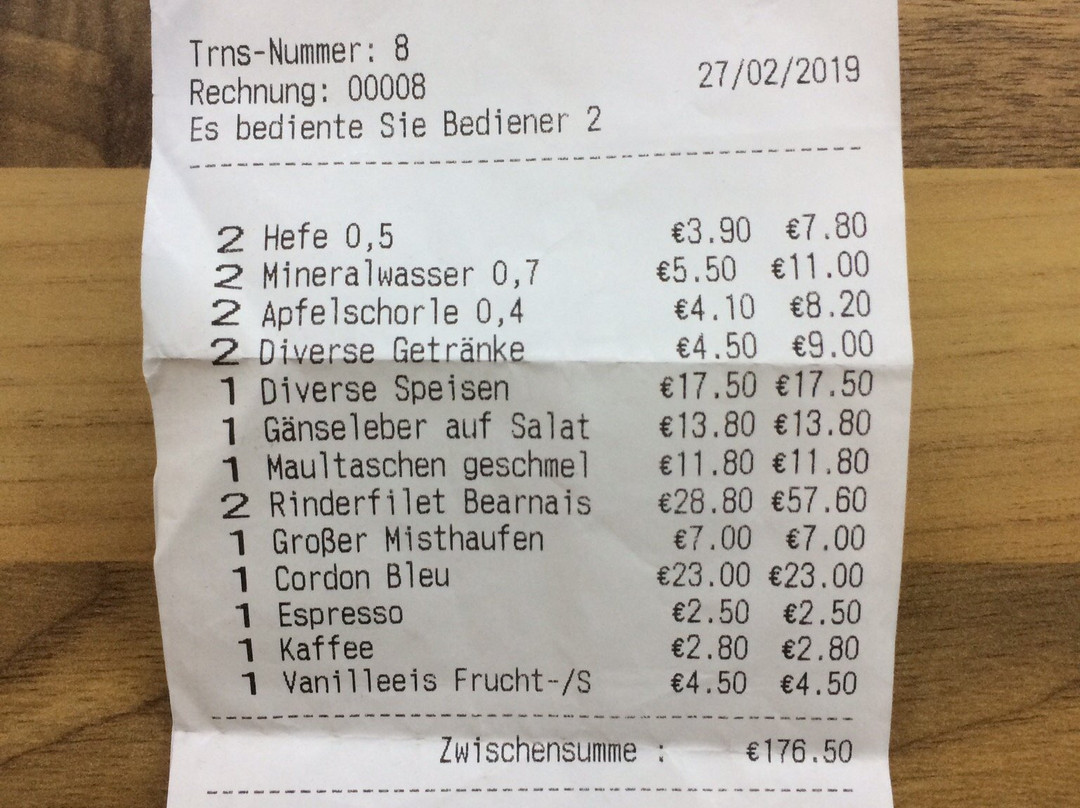 Trns-Nummer: 8
Rechnung: 00008 27/02/2019
Es bediente Sie Bediener 2
2 Hefe 0,5 €3.90 €7.80
2 Mineralwasser 0,7 €5.50 €11.00
2 Apfelschorle 0,4 €4.10 €8.20
2 Diverse Getränke €4.50 €9.00
1 Diverse Speisen €17.50 €17.50
1 Gänseleber auf Salat €13.80 €13.80
1 Maultaschen geschmel €11.80 €11.80
2 Rinderfilet Bearnais €28.80 €57.60
1 Großer Misthaufen €7.00 €7.00
1 Cordon Bleu €23.00 €23.00
1 Espresso €2.50 €2.50
1 Kaffee €2.80 €2.80
1 Vanilleeis Frucht-/S €4.50 €4.50
Zwischensumme : €176.50